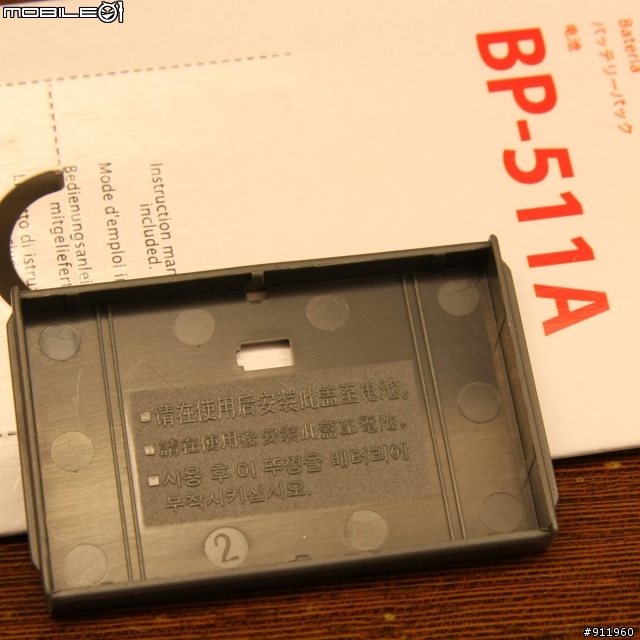 MOBILE01
Bateria
バッテリーパック
电池
BP-511A
Instruction man
included.
Mode d'emploi i
Bedienungsanlei
mitgeliefert
to di istru
请在使用后安装此盖至电池。
請在使用後安裝此蓋至電池。
사용 후 이 뚜껑을 배터리에
부착시키십시오.
2
#911960